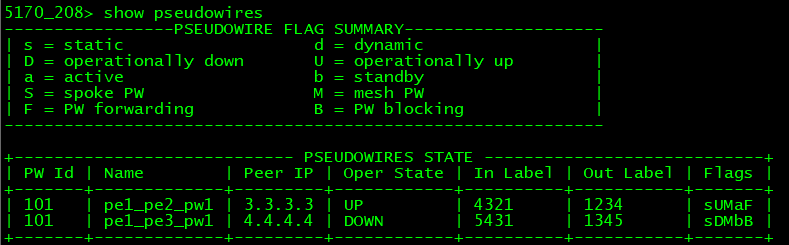 5170_208> show pseudowires
-----------------PSEUDOWIRE FLAG SUMMARY--------------------
| s = static                    d = dynamic                |
| D = operationally down        U = operationally up       |
| a = active                    b = standby                |
| S = spoke PW                  M = mesh PW                |
| F = PW forwarding             B = PW blocking            |
------------------------------------------------------------
+---------------------------- PSEUDOWIRES STATE ----------------------------+
| PW Id | Name        | Peer IP | Oper State | In Label | Out Label | Flags |
+-------+-------------+---------+------------+----------+-----------+-------+
| 101   | pe1_pe2_pw1 | 3.3.3.3 | UP         | 4321     | 1234      | sUMaF |
| 101   | pe1_pe3_pw1 | 4.4.4.4 | DOWN       | 5431     | 1345      | sDMbB |
+-------+-------------+---------+------------+----------+-----------+-------+